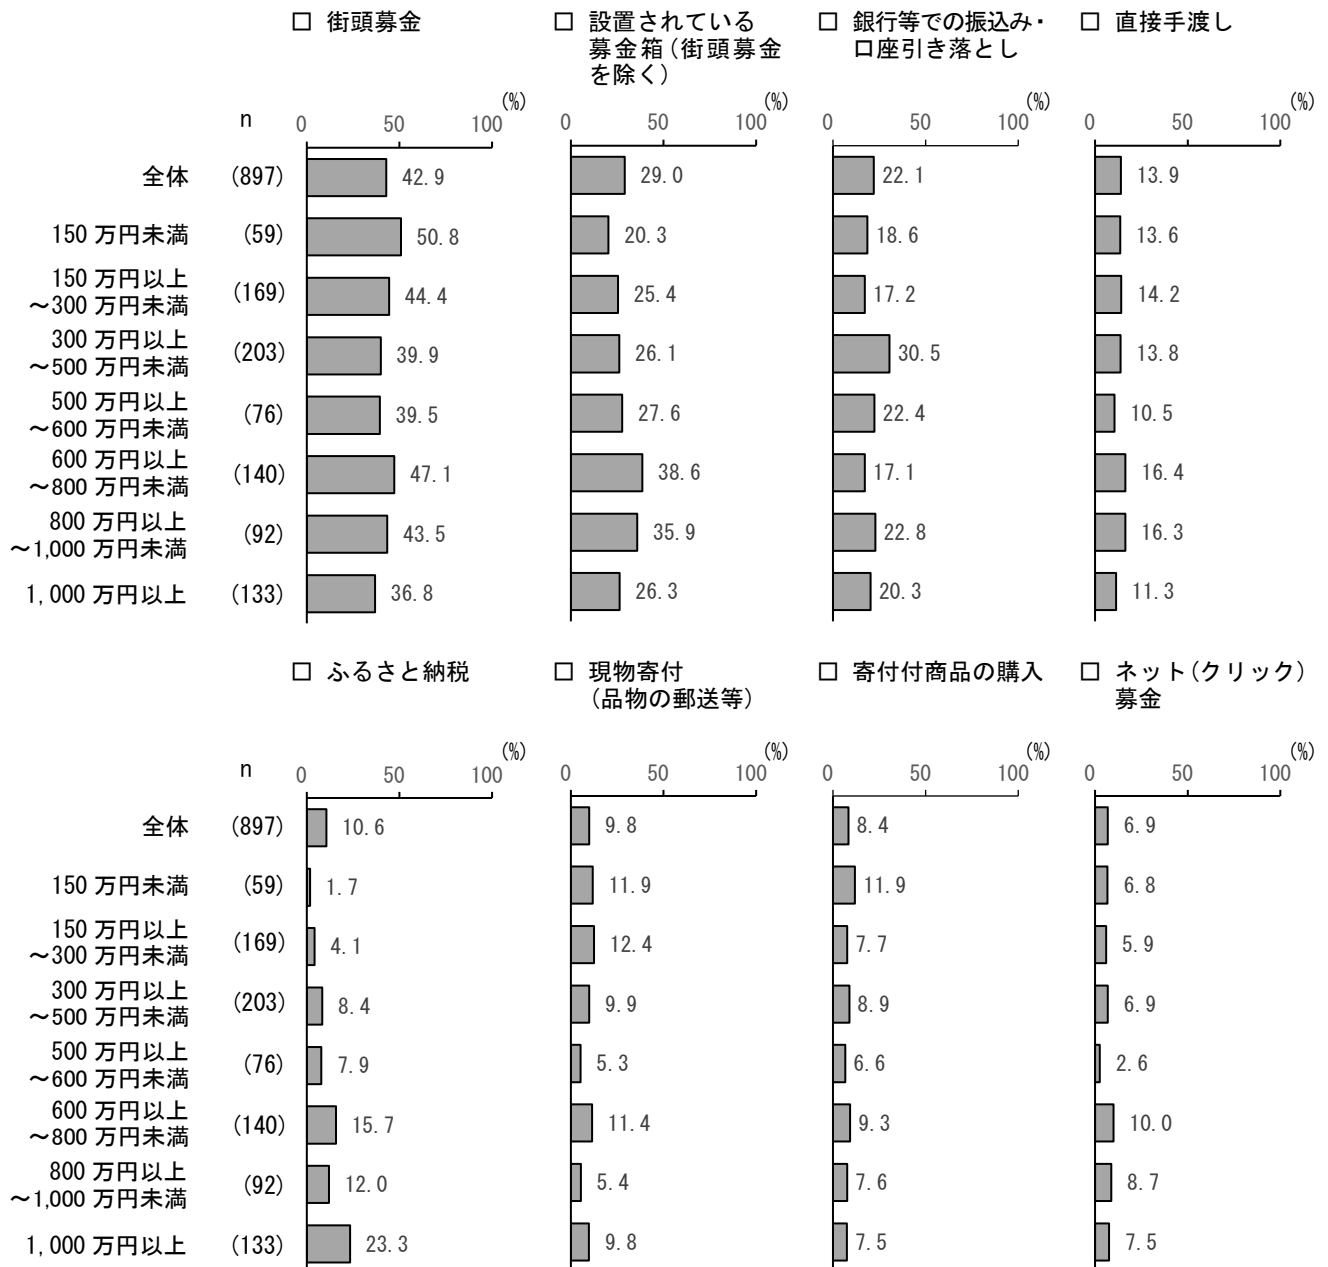 □ 街頭募金
□ 設置されている
募金箱(街頭募金
を除く)
□ 銀行等での振込み・
口座引き落とし
□ 直接手渡し
n 0 50 100 (%) 0 50 100 (%) 0 50 100 (%) 0 50 100 (%)
全体 (897) 42.9 29.0 22.1 13.9
150 万円未満 (59) 50.8 20.3 18.6 13.6
150 万円以上
～300 万円未満 (169) 44.4 25.4 17.2 14.2
300 万円以上
～500 万円未満 (203) 39.9 26.1 30.5 13.8
500 万円以上
～600 万円未満 (76) 39.5 27.6 22.4 10.5
600 万円以上
～800 万円未満 (140) 47.1 38.6 17.1 16.4
800 万円以上
～1,000 万円未満 (92) 43.5 35.9 22.8 16.3
1,000 万円以上 (133) 36.8 26.3 20.3 11.3
□ ふるさと納税
□ 現物寄付
(品物の郵送等)
□ 寄付付商品の購入
□ ネット(クリック)
募金
n 0 50 100 (%) 0 50 100 (%) 0 50 100 (%) 0 50 100 (%)
全体 (897) 10.6 9.8 8.4 6.9
150 万円未満 (59) 1.7 11.9 11.9 6.8
150 万円以上
～300 万円未満 (169) 4.1 12.4 7.7 5.9
300 万円以上
～500 万円未満 (203) 8.4 9.9 8.9 6.9
500 万円以上
～600 万円未満 (76) 7.9 5.3 6.6 2.6
600 万円以上
～800 万円未満 (140) 15.7 11.4 9.3 10.0
800 万円以上
～1,000 万円未満 (92) 12.0 5.4 7.6 8.7
1,000 万円以上 (133) 23.3 9.8 7.5 7.5